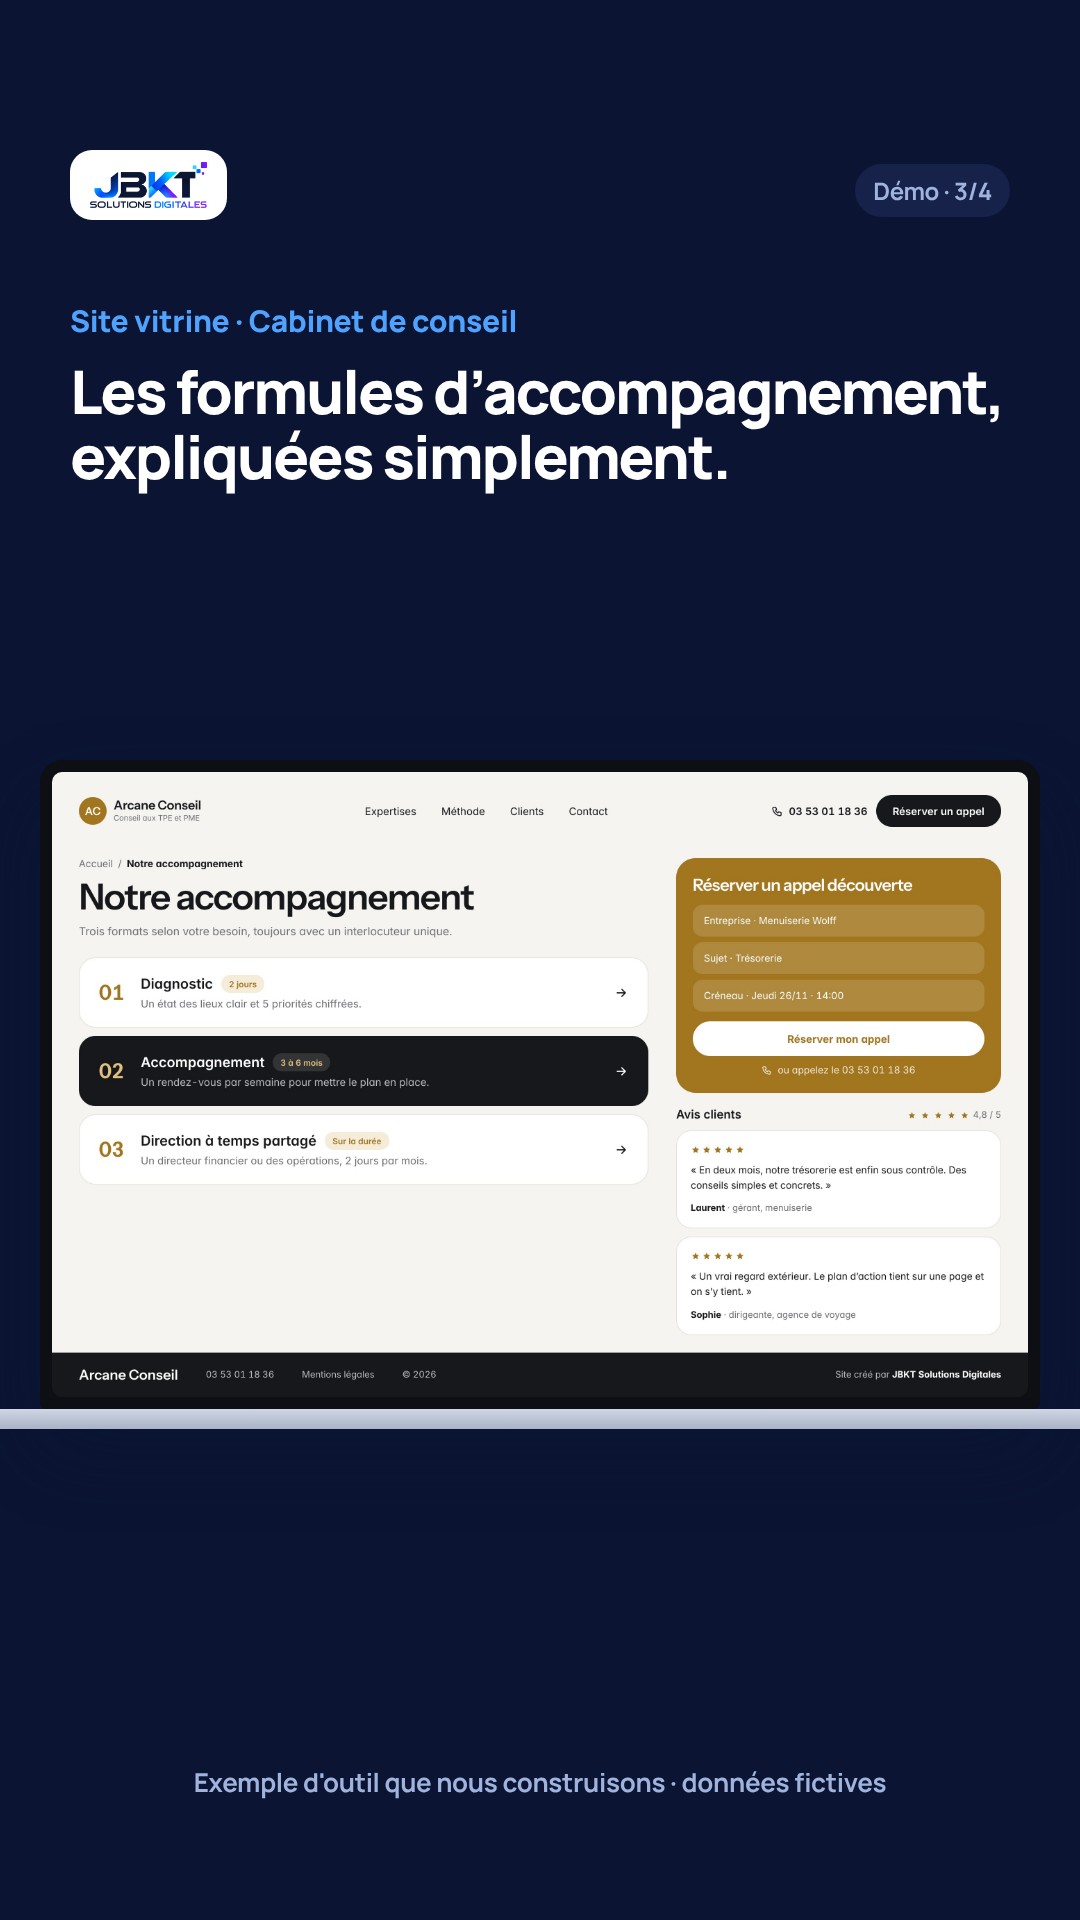 JBKT
SOLUTIONS DIGITALES
Démo · 3/4
Site vitrine · Cabinet de conseil
Les formules d’accompagnement,
expliquées simplement.
AC
Arcane Conseil
Conseil aux TPE et PME
Expertises
Méthode
Clients
Contact
03 53 01 18 36
Réserver un appel
Accueil / Notre accompagnement
Notre accompagnement
Trois formats selon votre besoin, toujours avec un interlocuteur unique.
01
Diagnostic
2 jours
Un état des lieux clair et 5 priorités chiffrées.
→
02
Accompagnement
3 à 6 mois
Un rendez-vous par semaine pour mettre le plan en place.
→
03
Direction à temps partagé
Sur la durée
Un directeur financier ou des opérations, 2 jours par mois.
→
Réserver un appel découverte
Entreprise · Menuiserie Wolff
Sujet · Trésorerie
Créneau · Jeudi 26/11 · 14:00
Réserver mon appel
ou appelez le 03 53 01 18 36
Avis clients
★ ★ ★ ★ ★ 4,8 / 5
★ ★ ★ ★ ★
« En deux mois, notre trésorerie est enfin sous contrôle. Des
conseils simples et concrets. »
Laurent · gérant, menuiserie
★ ★ ★ ★ ★
« Un vrai regard extérieur. Le plan d'action tient sur une page et
on s'y tient. »
Sophie · dirigeante, agence de voyage
Arcane Conseil
03 53 01 18 36
Mentions légales
© 2026
Site créé par JBKT Solutions Digitales
Exemple d'outil que nous construisons · données fictives